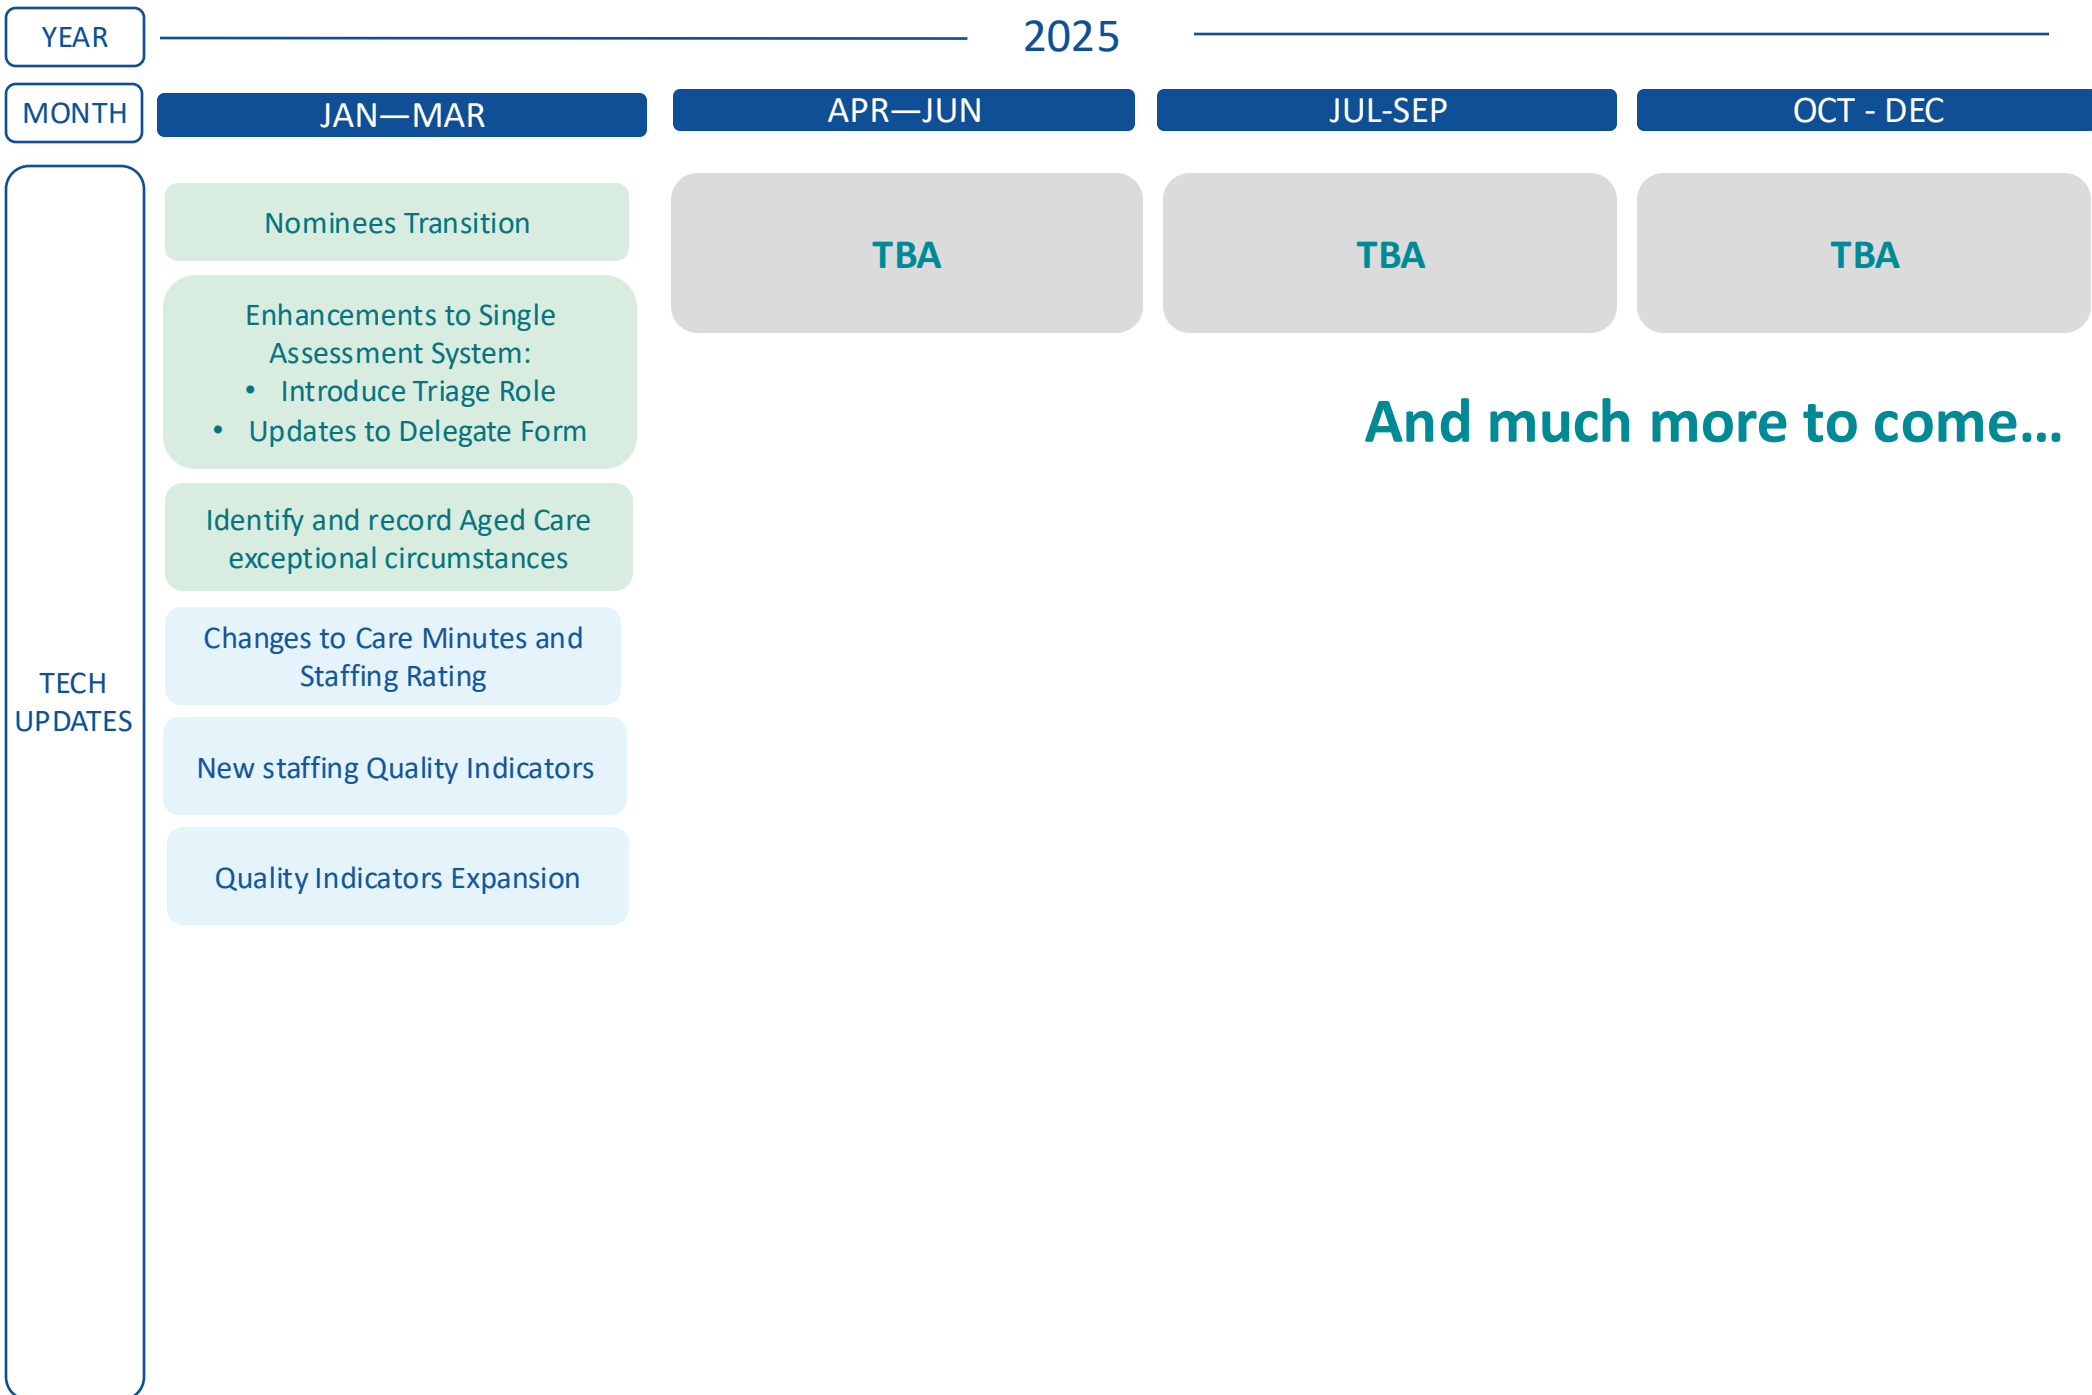 YEAR
2025
MONTH
JAN—MAR
APR—JUN
JUL-SEP
OCT - DEC
TECH
UPDATES
Nominees Transition
Enhancements to Single
Assessment System:
• Introduce Triage Role
• Updates to Delegate Form
Identify and record Aged Care
exceptional circumstances
Changes to Care Minutes and
Staffing Rating
New staffing Quality Indicators
Quality Indicators Expansion
TBA
TBA
TBA
And much more to come…